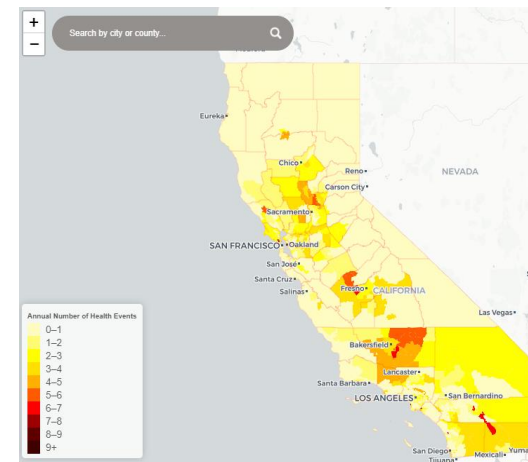 +
−
Search by city or county...
Eureka
Chico
Reno
NEVADA
Carson City
Sacramento
SAN FRANCISCO
Oakland
San José
Santa Cruz
Salinas
Fresno
CALIFORNIA
Las Vegas
Bakersfield
Lancaster
Santa Barbara
LOS ANGELES
San Bernardino
San Diego
Mexicali
Yuma
Tijuana
Annual Number of Health Events
0–1
1–2
2–3
3–4
4–5
5–6
6–7
7–8
8–9
9+